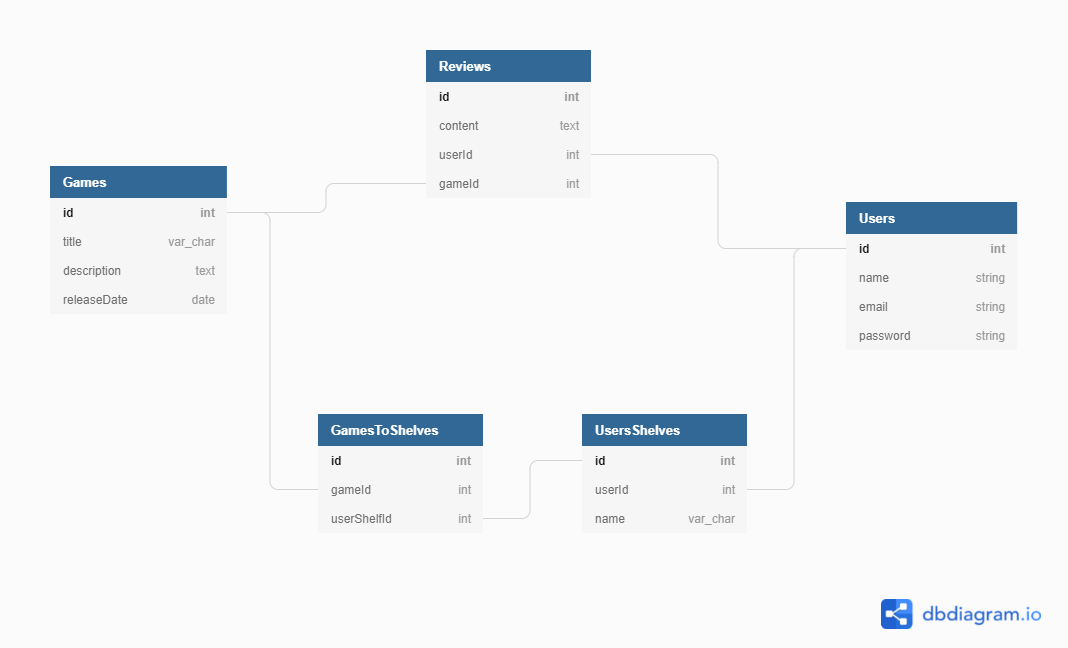 Reviews
id int
content text
userId int
gameId int
Games
id int
title var_char
description text
releaseDate date
Users
id int
name string
email string
password string
GamesToShelves
id int
gameId int
userShelfId int
UsersShelves
id int
userId int
name var_char
dbdiagram.io